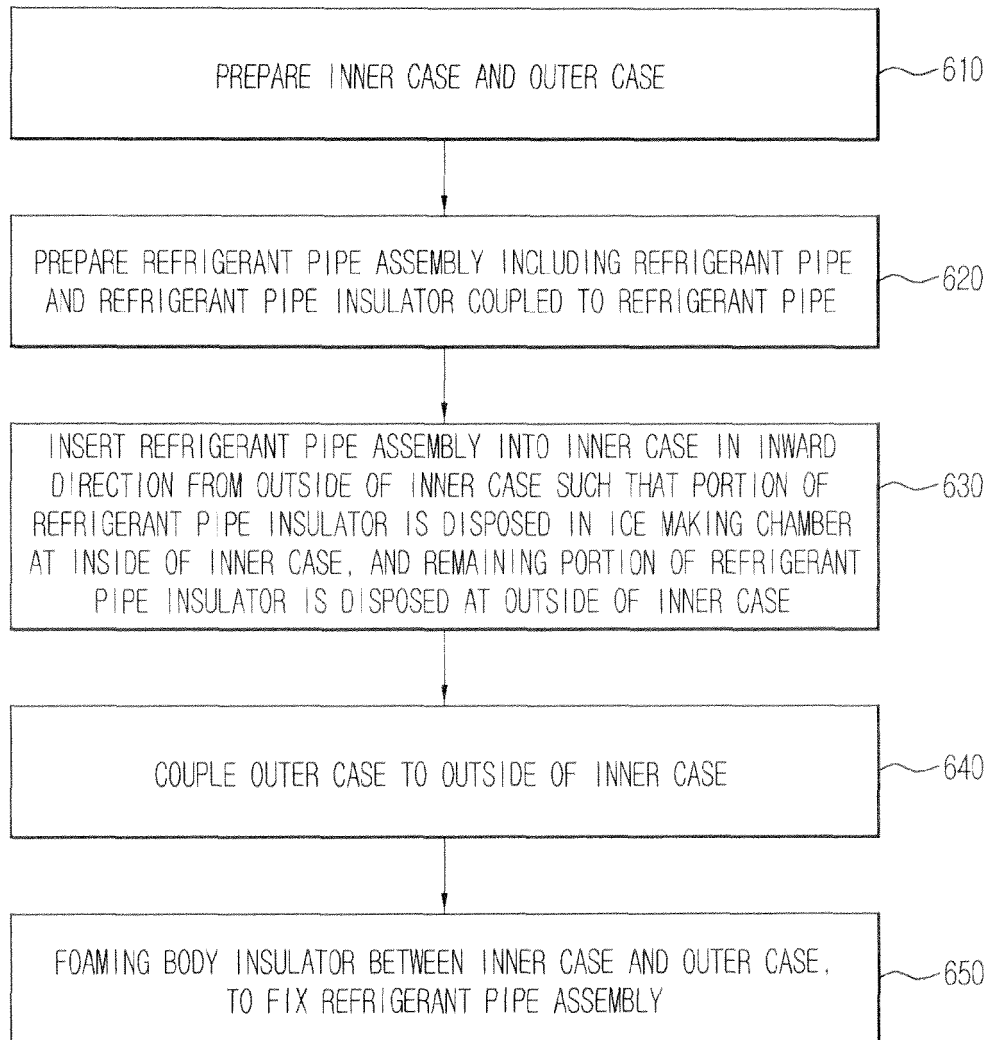 PREPARE INNER CASE AND OUTER CASE
610
PREPARE REFRIGERANT PIPE ASSEMBLY INCLUDING REFRIGERANT PIPE
AND REFRIGERANT PIPE INSULATOR COUPLED TO REFRIGERANT PIPE
620
INSERT REFRIGERANT PIPE ASSEMBLY INTO INNER CASE IN INWARD
DIRECTION FROM OUTSIDE OF INNER CASE SUCH THAT PORTION OF
REFRIGERANT PIPE INSULATOR IS DISPOSED IN ICE MAKING CHAMBER
AT INSIDE OF INNER CASE, AND REMAINING PORTION OF REFRIGERANT
PIPE INSULATOR IS DISPOSED AT OUTSIDE OF INNER CASE
630
COUPLE OUTER CASE TO OUTSIDE OF INNER CASE
640
FOAMING BODY INSULATOR BETWEEN INNER CASE AND OUTER CASE,
TO FIX REFRIGERANT PIPE ASSEMBLY
650